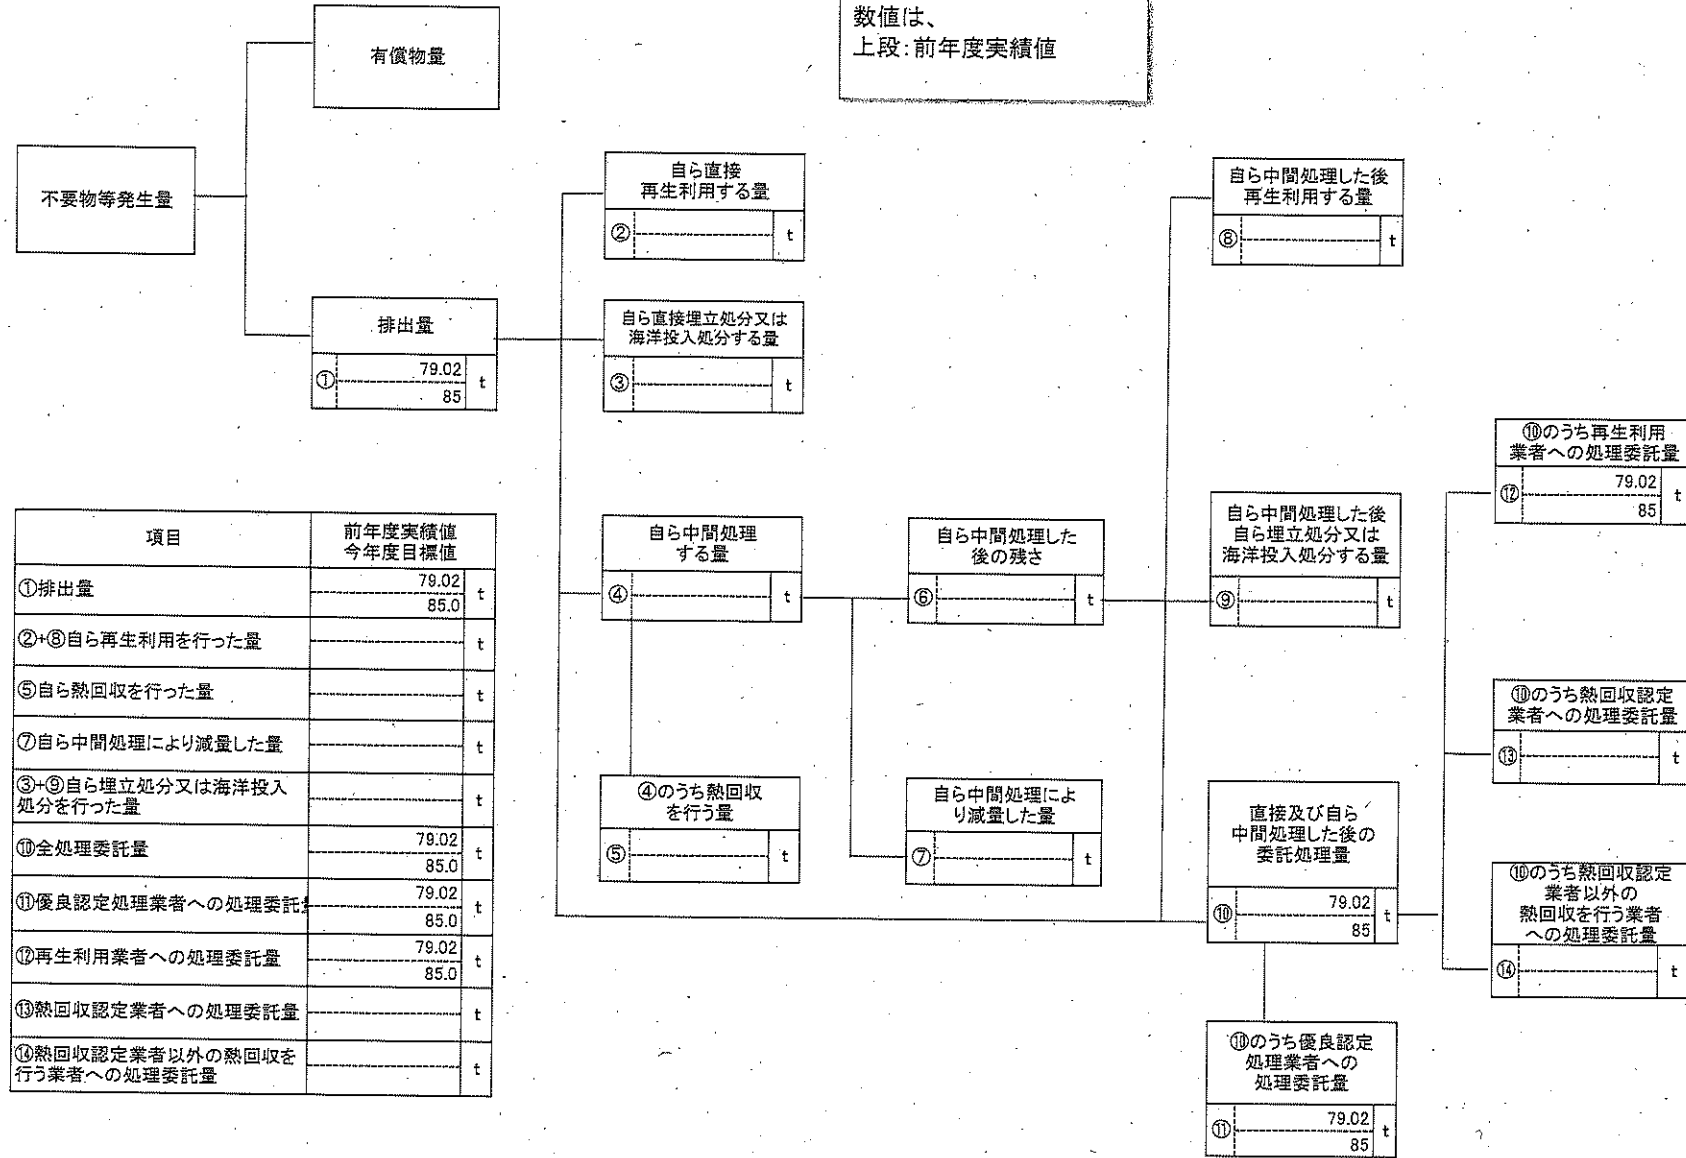 数値は、
上段:前年度実績値
有償物量
不要物等発生量
排出量
① 79.02 t
85
自ら直接
再生利用する量
② t
自ら直接埋立処分又は
海洋投入処分する量
③ t
自ら中間処理
する量
④ t
④のうち熱回収
を行う量
⑤ t
自ら中間処理した
後の残さ
⑥ t
自ら中間処理によ
り減量した量
⑦ t
自ら中間処理した後
再生利用する量
⑧ t
自ら中間処理した後
自ら埋立処分又は
海洋投入処分する量
⑨ t
直接及び自ら
中間処理した後の
委託処理量
⑩ 79.02 t
85
⑩のうち優良認定
処理業者への
処理委託量
⑪ 79.02 t
85
⑩のうち再生利用
業者への処理委託量
⑫ 79.02 t
85
⑩のうち熱回収認定
業者への処理委託量
⑬ t
⑩のうち熱回収認定
業者以外の
熱回収を行う業者
への処理委託量
⑭ t
項目 前年度実績値
今年度目標値
①排出量 79.02 t
85.0
②+⑧自ら再生利用を行った量 t
⑤自ら熱回収を行った量 t
⑦自ら中間処理により減量した量 t
③+⑨自ら埋立処分又は海洋投入
処分を行った量 t
⑩全処理委託量 79.02 t
85.0
⑪優良認定処理業者への処理委託 79.02 t
85.0
⑫再生利用業者への処理委託量 79.02 t
85.0
⑬熱回収認定業者への処理委託量 t
⑭熱回収認定業者以外の熱回収を
行う業者への処理委託量 t